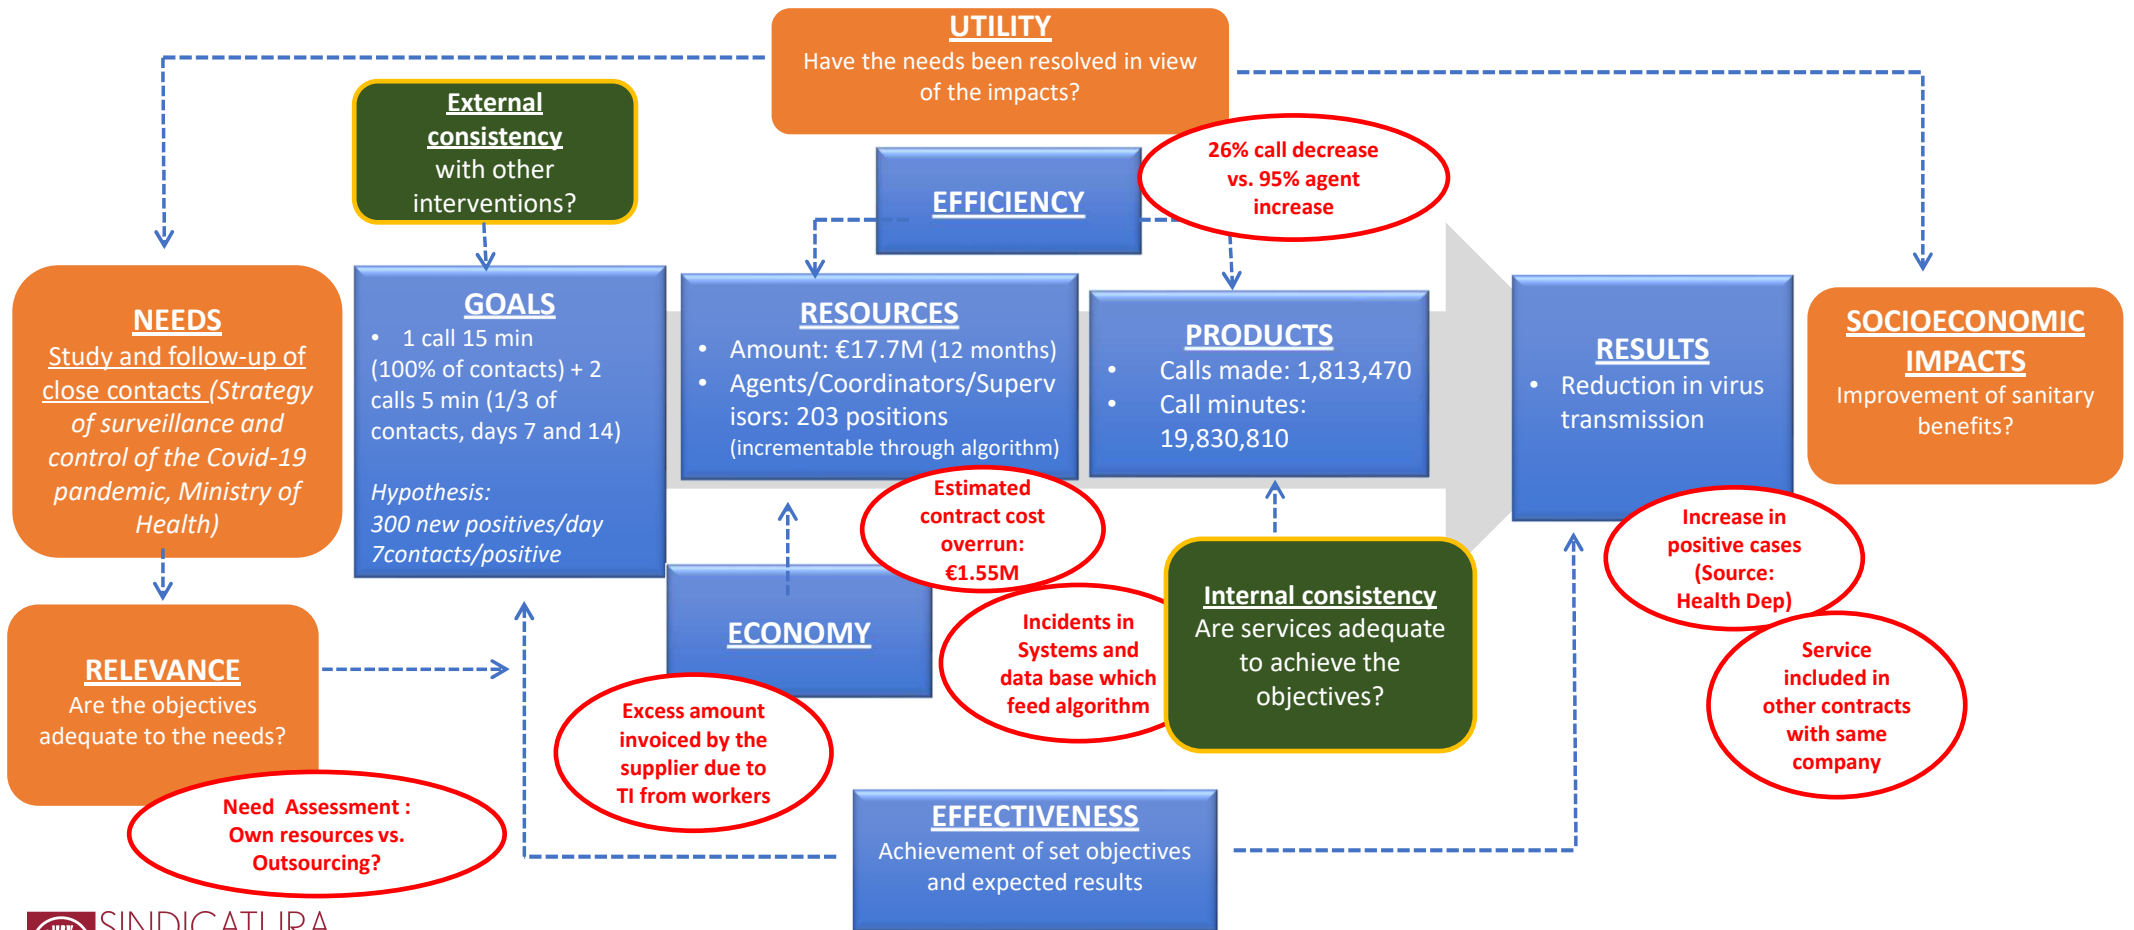 UTILITY
Have the needs been resolved in view
of the impacts?
External
consistency
with other
interventions?
EFFICIENCY
26% call decrease
vs. 95% agent
increase
NEEDS
Study and follow-up of
close contacts (Strategy
of surveillance and
control of the Covid-19
pandemic, Ministry of
Health)
GOALS
• 1 call 15 min
(100% of contacts) + 2
calls 5 min (1/3 of
contacts, days 7 and 14)
Hypothesis:
300 new positives/day
7contacts/positive
RESOURCES
• Amount: €17.7M (12 months)
• Agents/Coordinators/Superv
isors: 203 positions
(incrementable through algorithm)
PRODUCTS
• Calls made: 1,813,470
• Call minutes:
19,830,810
RESULTS
• Reduction in virus
transmission
SOCIOECONOMIC
IMPACTS
Improvement of sanitary
benefits?
Estimated
contract cost
overrun:
€1.55M
Increase in
positive cases
(Source:
Health Dep)
RELEVANCE
Are the objectives
adequate to the needs?
ECONOMY
Incidents in
Systems and
data base which
feed algorithm
Internal consistency
Are services adequate
to achieve the
objectives?
Service
included in
other contracts
with same
company
Excess amount
invoiced by the
supplier due to
TI from workers
Need Assessment :
Own resources vs.
Outsourcing?
EFFECTIVENESS
Achievement of set objectives
and expected results
SINDICATURA